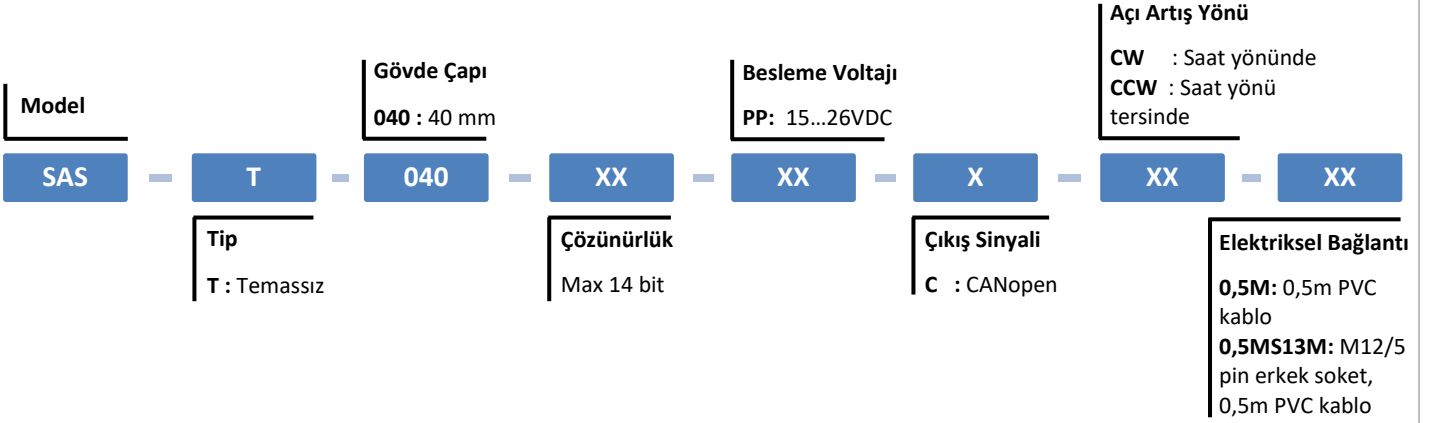 Model
Gövde Çapı
040 : 40 mm
Besleme Voltajı
PP: 15...26VDC
Açı Artış Yönü
CW : Saat yönünde
CCW : Saat yönü
tersinde
SAS – T – 040 – XX – XX – X – XX – XX
Tip
T : Temassız
Çözünürlük
Max 14 bit
Çıkış Sinyali
C : CANopen
Elektriksel Bağlantı
0,5M: 0,5m PVC
kablo
0,5MS13M: M12/5
pin erkek soket,
0,5m PVC kablo